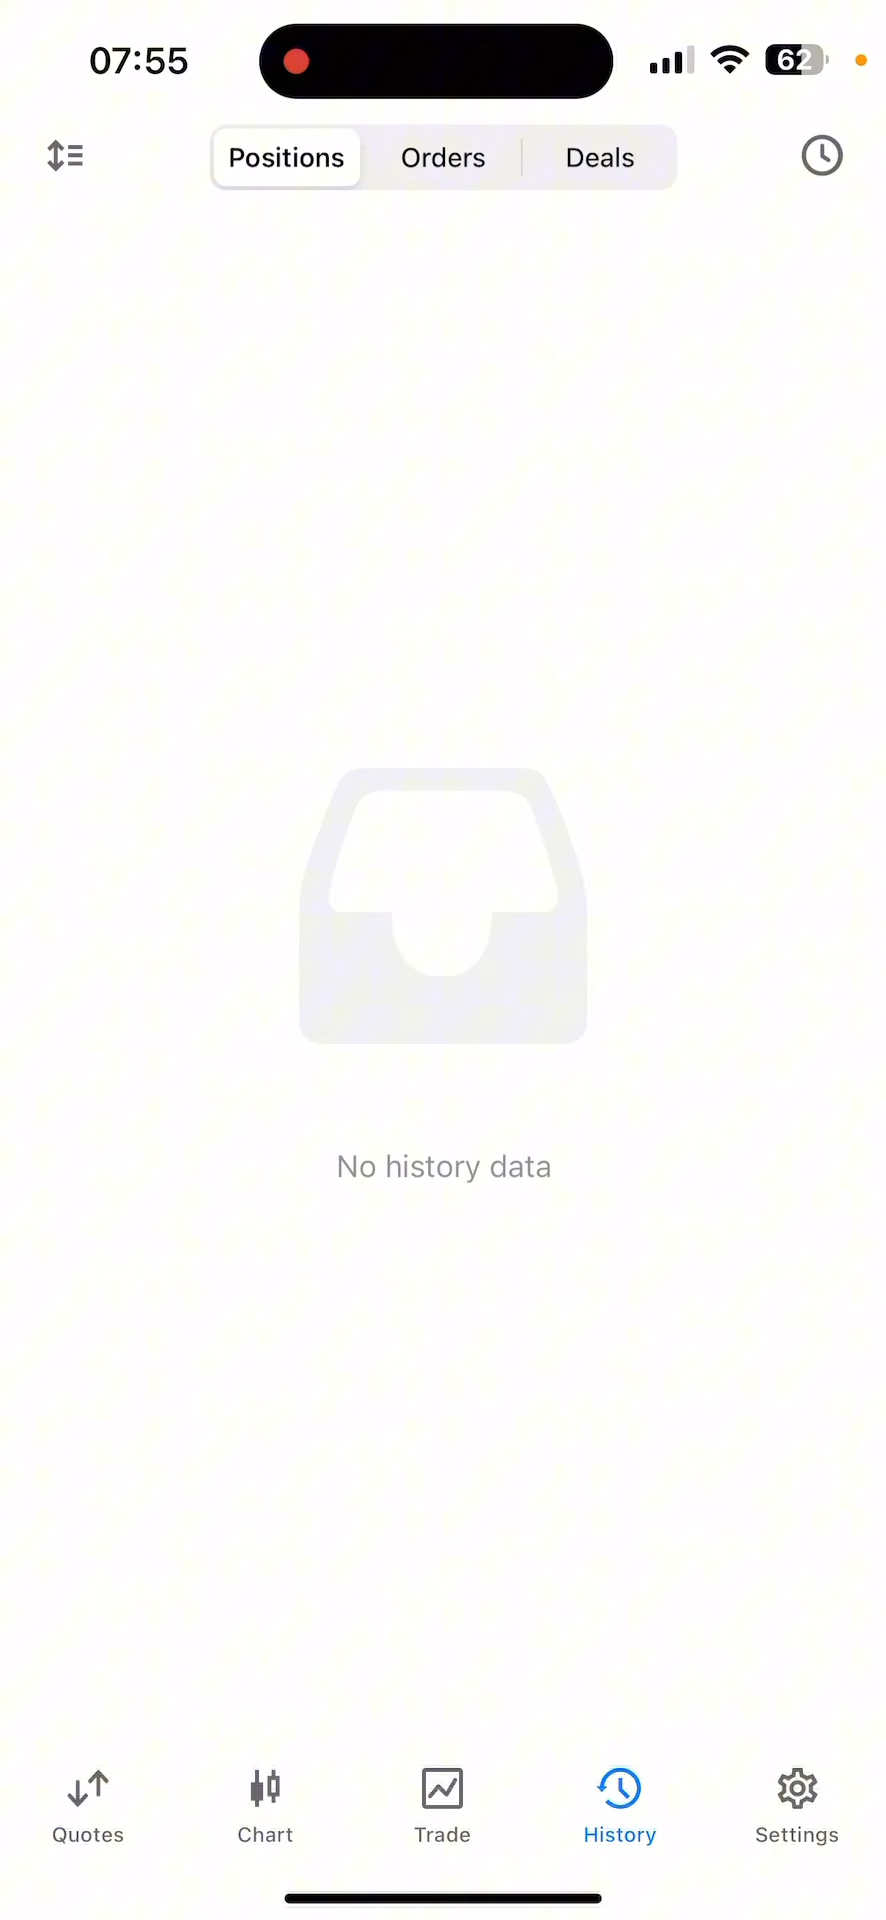 07:55
62
Positions Orders Deals
No history data
Quotes Chart Trade History Settings